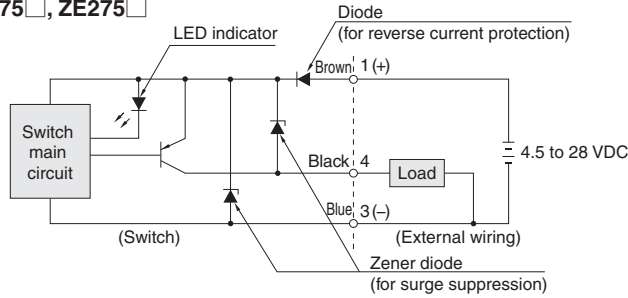 75□, ZE275□
Diode
(for reverse current protection)
LED indicator
Brown 1 (+)
Switch
main
circuit
4.5 to 28 VDC
Black 4
Load
Blue 3 (–)
(Switch)
(External wiring)
Zener diode
(for surge suppression)